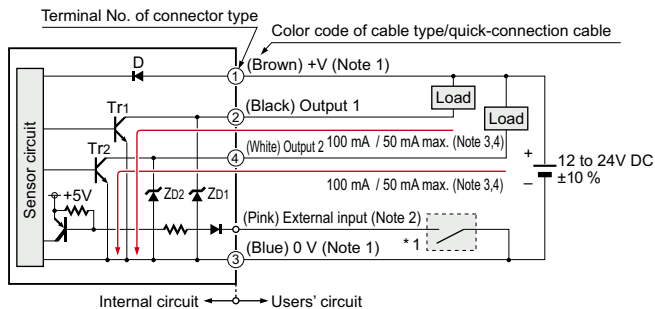 Terminal No. of connector type
Color code of cable type/quick-connection cable
D
1
(Brown) +V (Note 1)
Load
Load
Tr1
2
(Black) Output 1
Tr2
4
(White) Output 2
100 mA / 50 mA max. (Note 3,4)
100 mA / 50 mA max. (Note 3,4)
+
–
12 to 24V DC
±10 %
Sensor circuit
+5V
ZD2
ZD1
(Pink) External input (Note 2)
*1
3
(Blue) 0 V (Note 1)
Internal circuit
Users' circuit